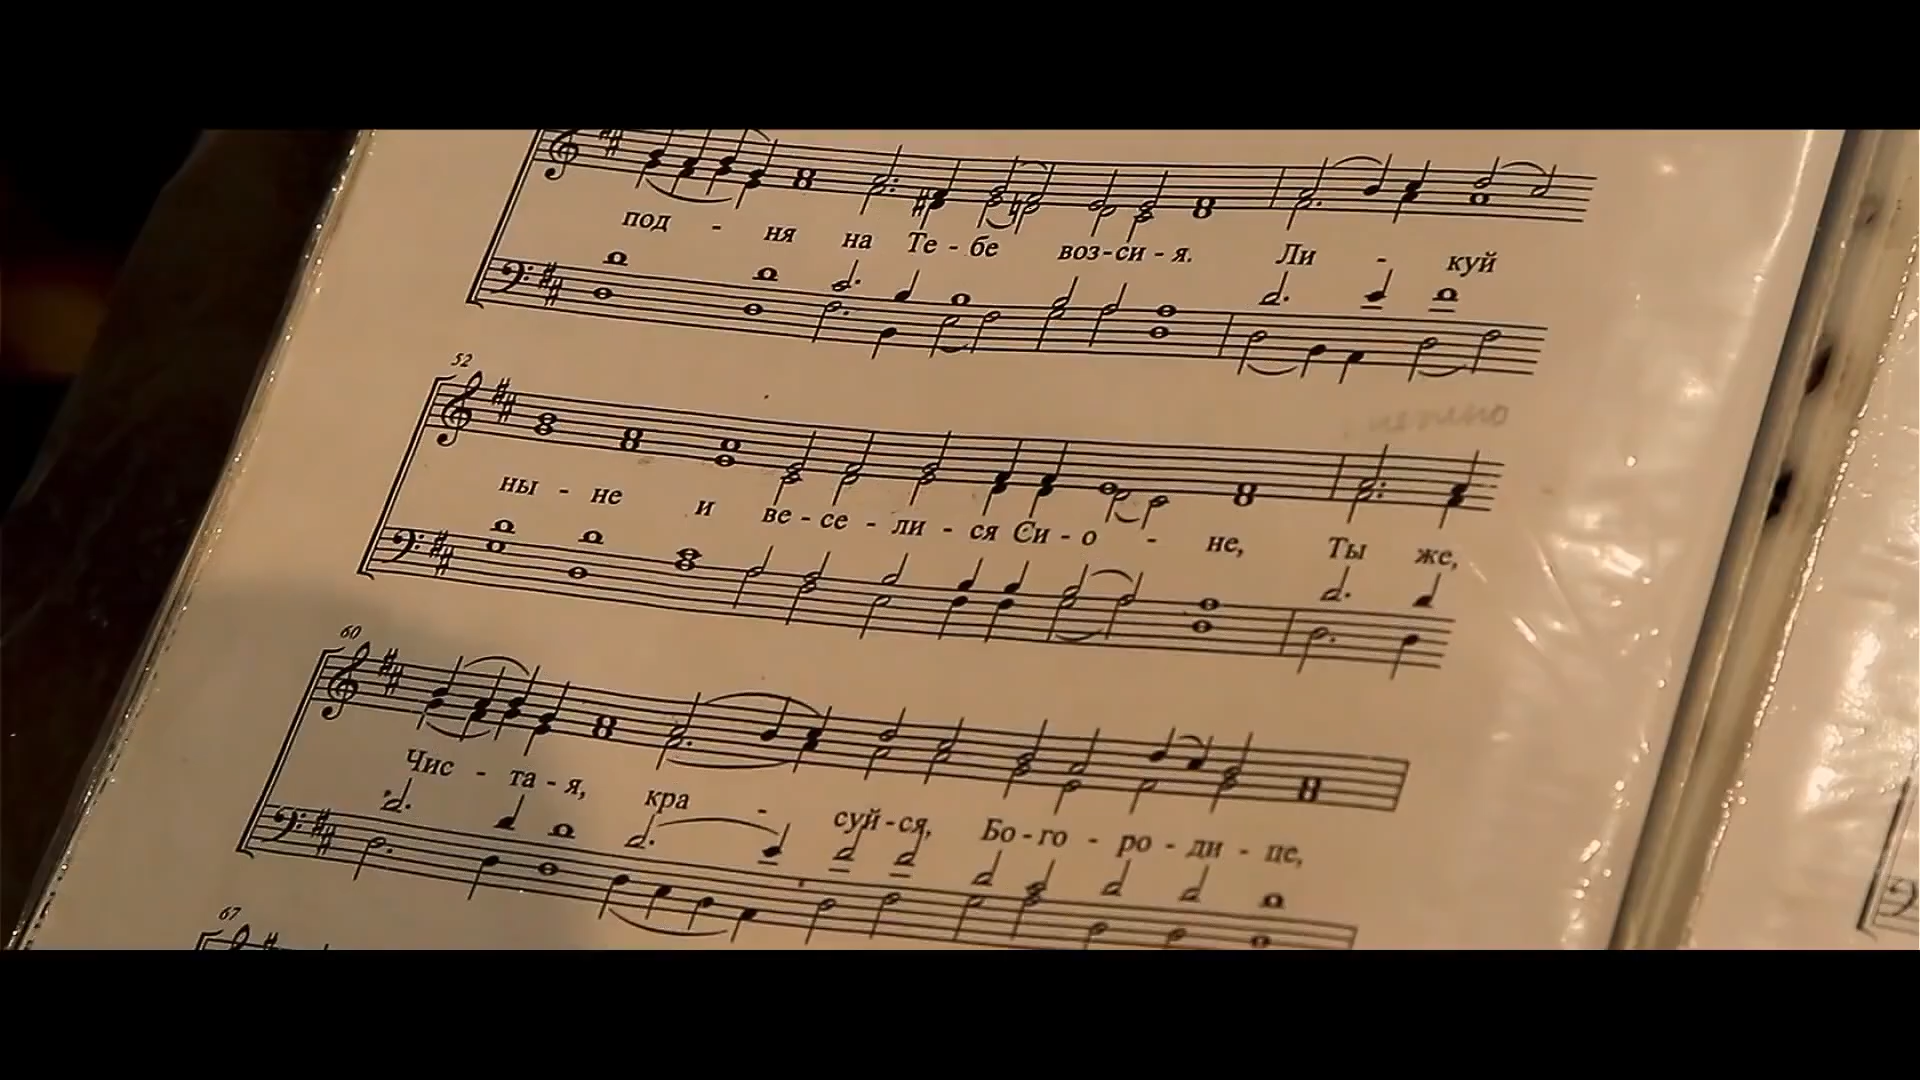 под - ня на Те - бе воз-си - я. Ли - куй
52
ны - не и ве - се - ли - ся Си - о - не, Ты же,
60
Чис - та - я, кра - суй-ся, Бо - го - ро - ди - це,
67